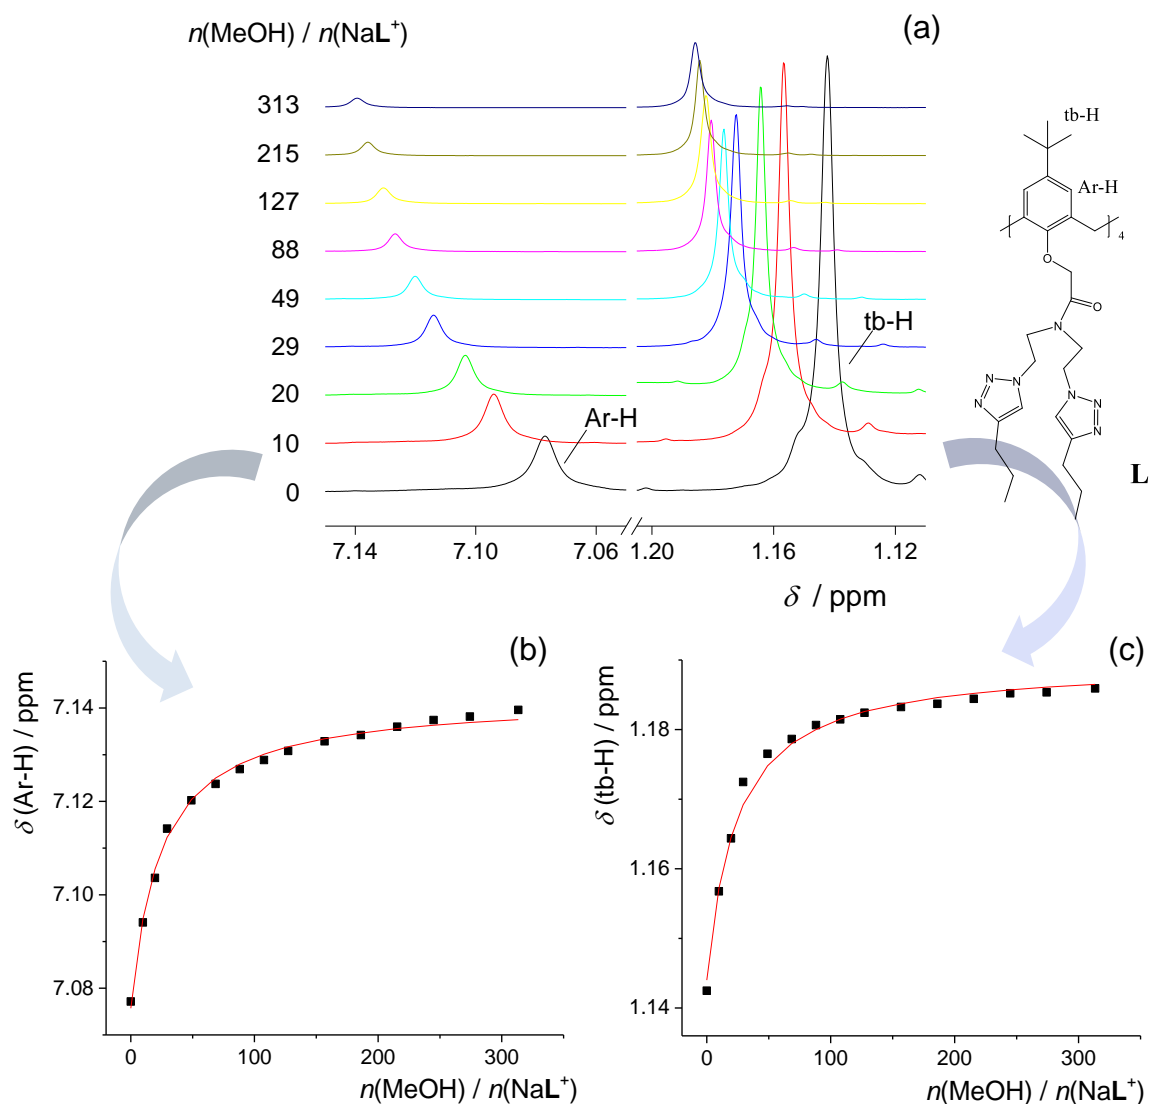 n(MeOH) / n(NaL⁺)
(a)
313
215
127
88
49
29
20
10
0
Ar-H
tb-H
7.14 7.10 7.06 1.20 1.16 1.12
δ / ppm
tb-H
Ar-H
4
O
O
N
N N
N
N
N
N
L
(b)
δ (Ar-H) / ppm
7.14
7.12
7.10
7.08
0 100 200 300
n(MeOH) / n(NaL⁺)
(c)
δ (tb-H) / ppm
1.18
1.16
1.14
0 100 200 300
n(MeOH) / n(NaL⁺)